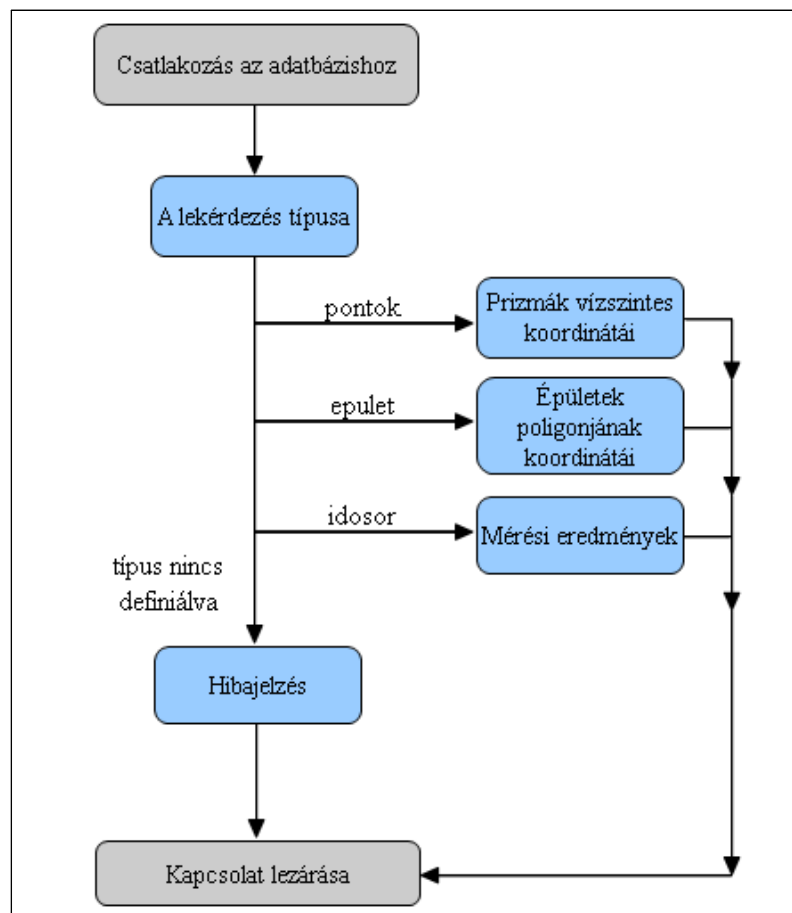 Csatlakozás az adatbázishoz
A lekérdezés típusa
pontok
Prizmák vízszintes
koordinátái
epulet
Épületek
poligonjának
koordinátái
idosor
Mérési eredmények
típus nincs
definiálva
Hibajelzés
Kapcsolat lezárása